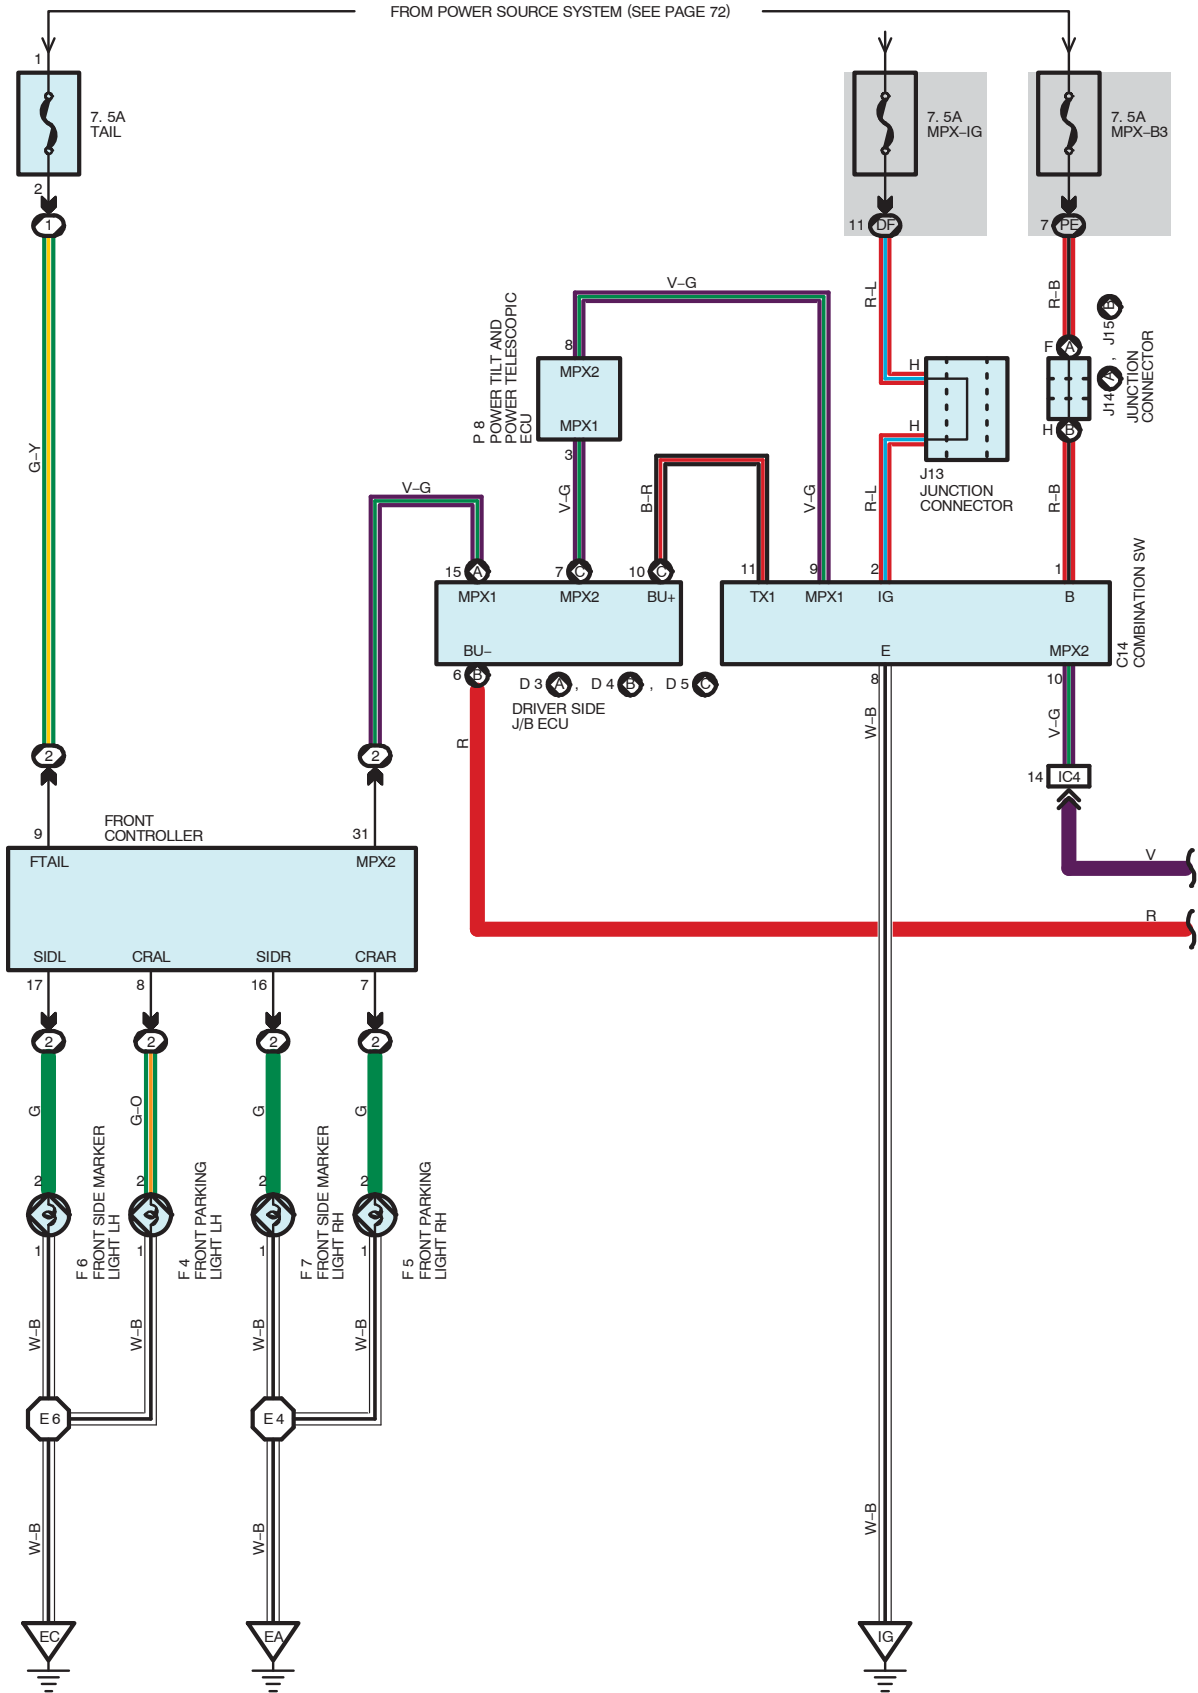 FROM POWER SOURCE SYSTEM (SEE PAGE 72)
1
7. 5A
TAIL
2
1
7. 5A
MPX–IG
11 DF
7. 5A
MPX–B3
7 PE
G–Y
V–G
R–L
R–B
P 8
POWER TILT AND
POWER TELESCOPIC
ECU
8
MPX2
MPX1
3
H
H
J13
JUNCTION
CONNECTOR
F A
H B
J14 A , J15 B
JUNCTION
CONNECTOR
V–G
V–G
B–R
V–G
R–L
R–B
15 A
7 C
10 C
11
9
2
1
MPX1
MPX2
BU+
BU–
TX1
MPX1
IG
B
E
MPX2
C14
COMBINATION SW
6 B
D 3 A , D 4 B , D 5 C
DRIVER SIDE
J/B ECU
8
10
R
W–B
V–G
2
2
14 IC4
9
FRONT
CONTROLLER
31
FTAIL
MPX2
V
R
SIDL
CRAL
SIDR
CRAR
17
8
16
7
2
2
2
2
G
G–O
G
G
2
2
2
2
1
1
1
1
F 6
FRONT SIDE MARKER
LIGHT LH
F 4
FRONT PARKING
LIGHT LH
F 7
FRONT SIDE MARKER
LIGHT RH
F 5
FRONT PARKING
LIGHT RH
W–B
W–B
W–B
W–B
E 6
E 4
W–B
W–B
W–B
EC
EA
IG